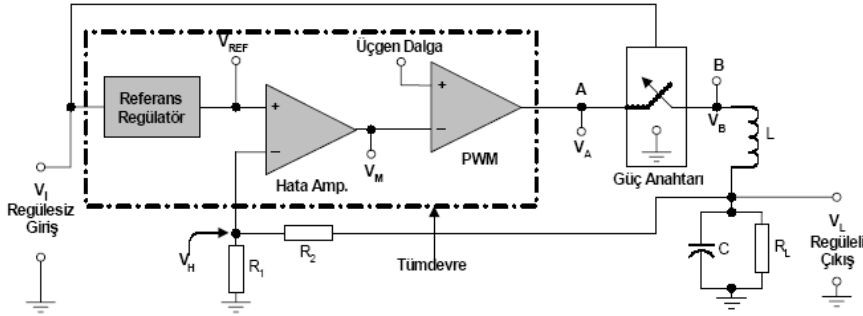 V_REF
Üçgen Dalga
B
Referans
Regülatör
+
+
A
V_B
L
−
−
PWM
V_A
V_M
V_I
Hata Amp.
Güç Anahtarı
Regülesiz
Giriş
V_L
Regüleli
Çıkış
V_H
R_2
R_1
Tümdevre
C
R_L